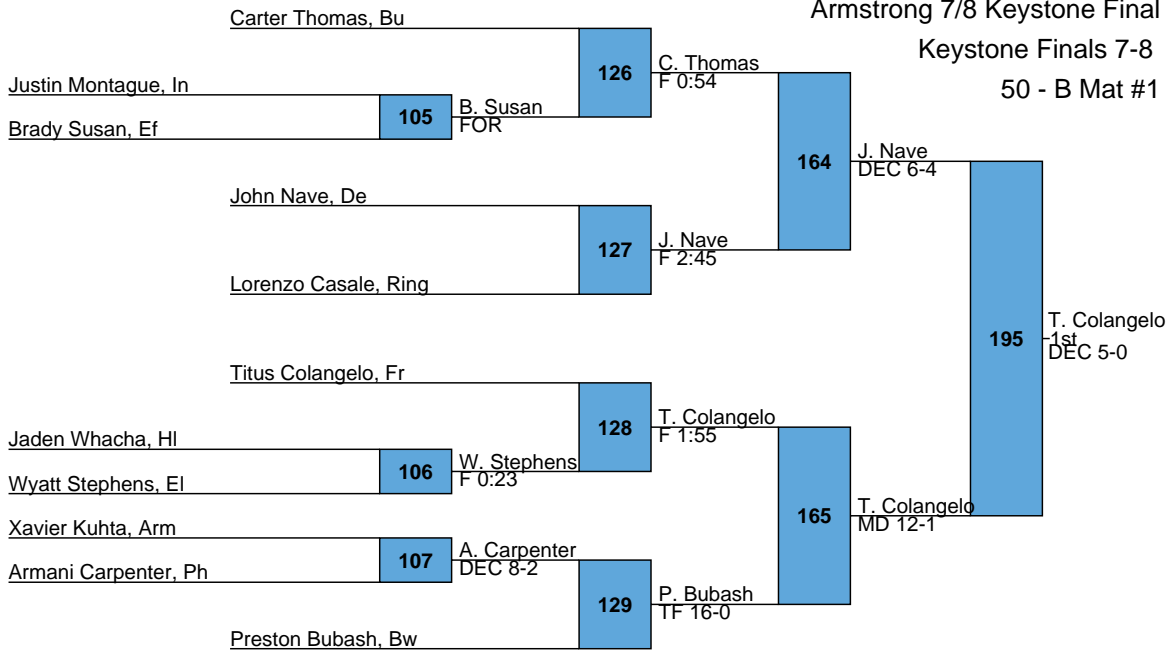 Armstrong 7/8 Keystone Final
Keystone Finals 7-8
50 - B Mat #1
Carter Thomas, Bu
126
C. Thomas
F 0:54
Justin Montague, In
105
B. Susan
FOR
Brady Susan, Ef
164
J. Nave
DEC 6-4
John Nave, De
127
J. Nave
F 2:45
Lorenzo Casale, Ring
195
T. Colangelo
1st
DEC 5-0
Titus Colangelo, Fr
128
T. Colangelo
F 1:55
Jaden Whacha, Hl
106
W. Stephens
F 0:23
Wyatt Stephens, El
165
T. Colangelo
MD 12-1
Xavier Kuhta, Arm
107
A. Carpenter
DEC 8-2
Armani Carpenter, Ph
129
P. Bubash
TF 16-0
Preston Bubash, Bw